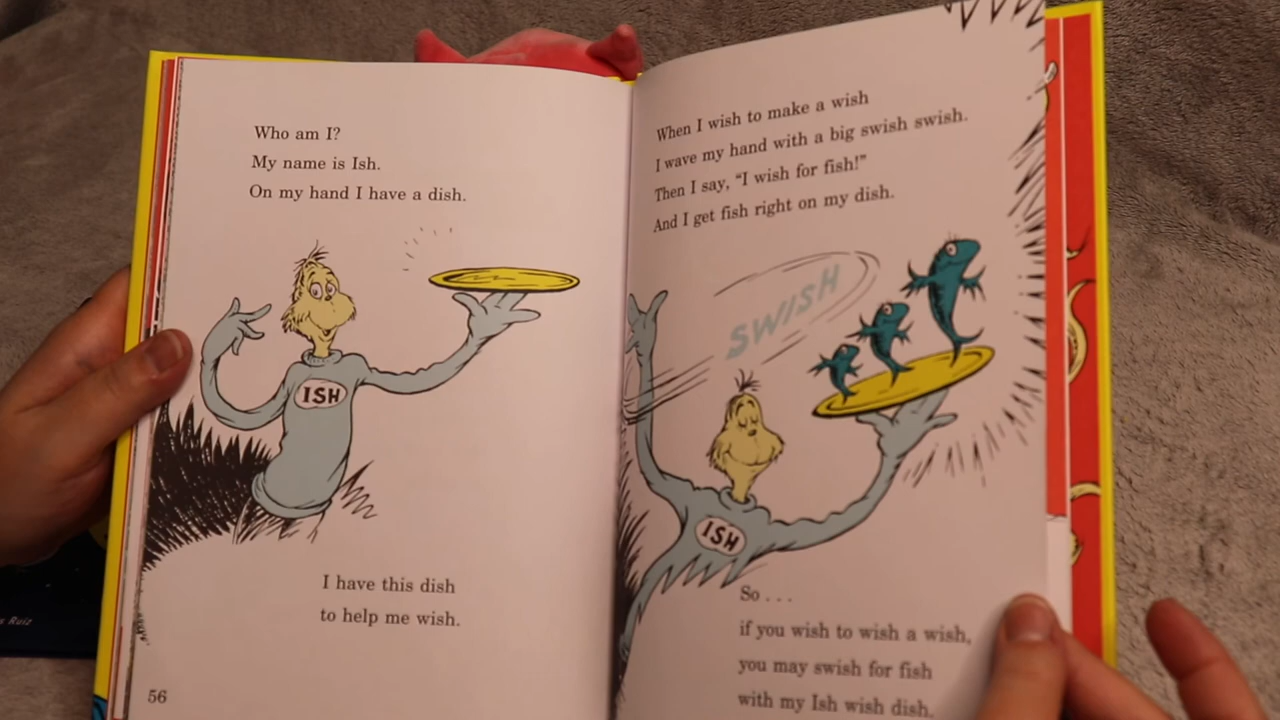 Who am I?
My name is Ish.
On my hand I have a dish.
ISH
I have this dish
to help me wish.
56
When I wish to make a wish
I wave my hand with a big swish swish.
Then I say, "I wish for fish!"
And I get fish right on my dish.
SWISH
ISH
So . . .
if you wish to wish a wish,
you may swish for fish
with my Ish wish dish.
Ruiz